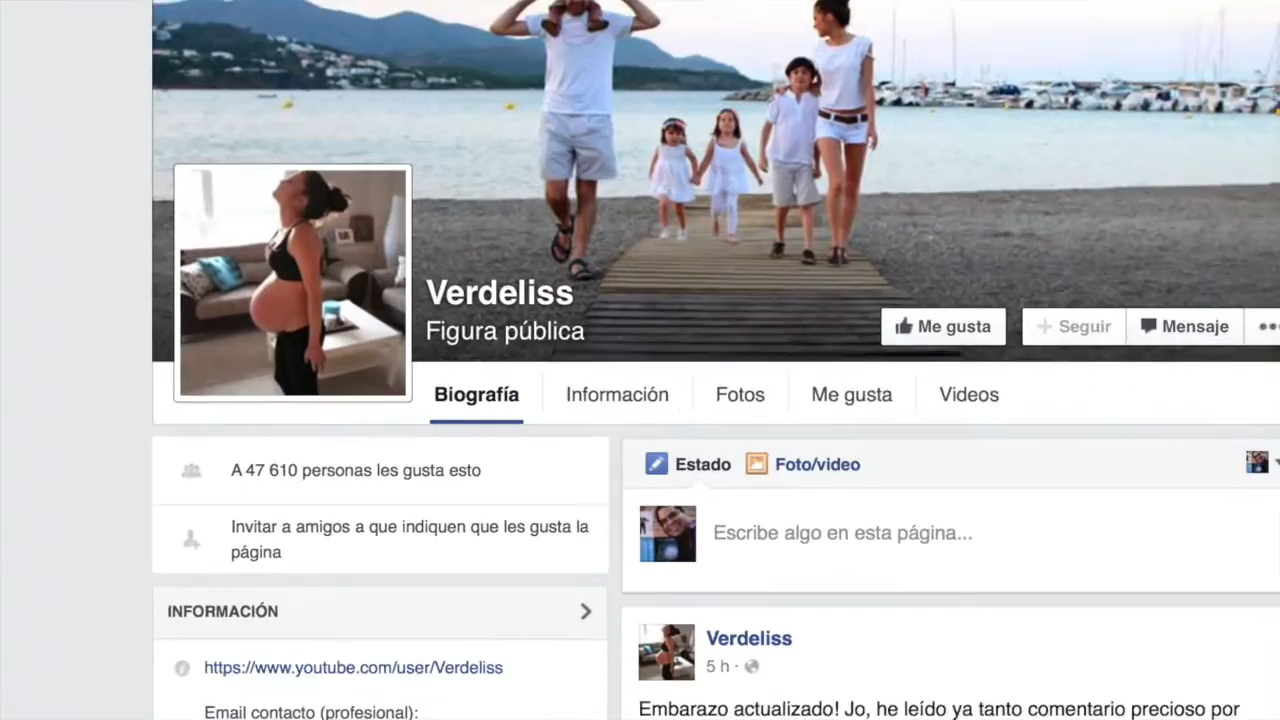 Verdeliss
Figura pública
Me gusta
Seguir
Mensaje
Biografía
Información
Fotos
Me gusta
Videos
A 47 610 personas les gusta esto
Invitar a amigos a que indiquen que les gusta la
página
INFORMACIÓN
https://www.youtube.com/user/Verdeliss
Email contacto (profesional):
Estado
Foto/video
Escribe algo en esta página...
Verdeliss
5 h ·
Embarazo actualizado! Jo, he leído ya tanto comentario precioso por